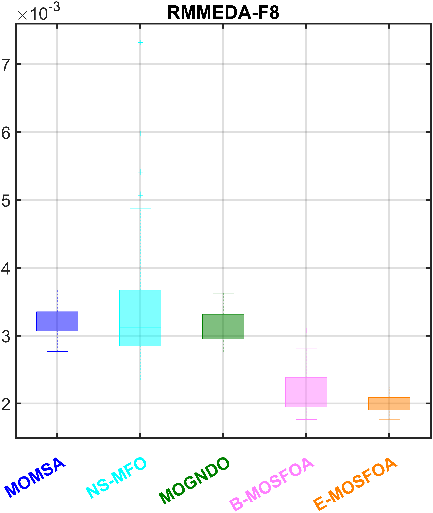 ×10⁻³
RMMEDA-F8
7
6
5
4
3
2
MOMSA
NS-MFO
MOGNDO
B-MOSFOA
E-MOSFOA